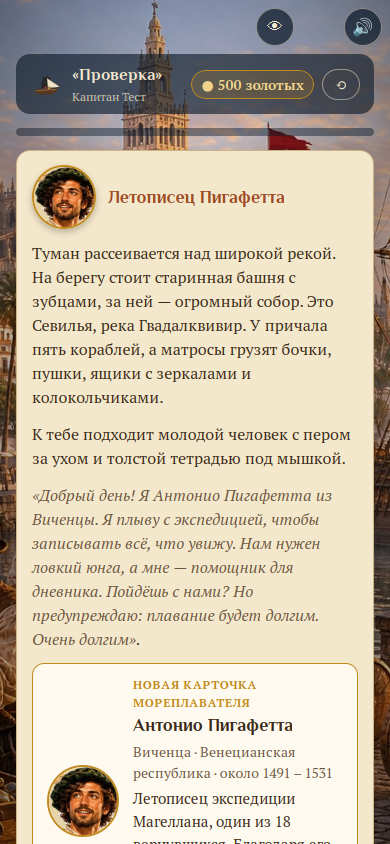 «Проверка»
Капитан Тест
500 золотых
Летописец Пигафетта
Туман рассеивается над широкой рекой.
На берегу стоит старинная башня с
зубцами, за ней — огромный собор. Это
Севилья, река Гвадалквивир. У причала
пять кораблей, а матросы грузят бочки,
пушки, ящики с зеркалами и
колокольчиками.
К тебе подходит молодой человек с пером
за ухом и толстой тетрадью под мышкой.
«Добрый день! Я Антонио Пигафетта из
Виченцы. Я плыву с экспедицией, чтобы
записывать всё, что увижу. Нам нужен
ловкий юнга, а мне — помощник для
дневника. Пойдёшь с нами? Но
предупреждаю: плавание будет долгим.
Очень долгим».
НОВАЯ КАРТОЧКА
МОРЕПЛАВАТЕЛЯ
Антонио Пигафетта
Виченца · Венецианская
республика · около 1491 – 1531
Летописец экспедиции
Магеллана, один из 18
вернувшихся. Благодаря его